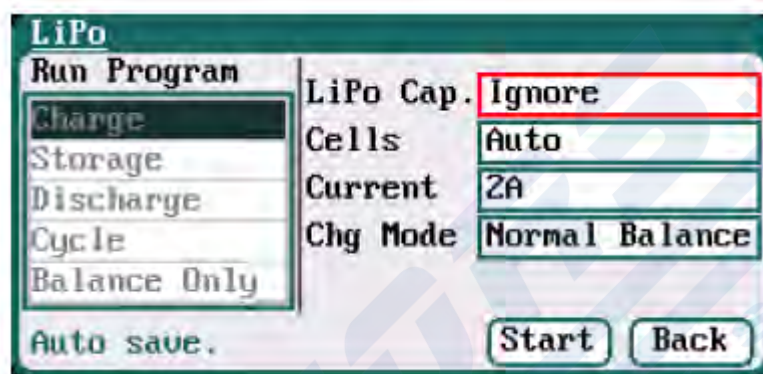 LiPo
Run Program
Charge
Storage
Discharge
Cycle
Balance Only
LiPo Cap. Ignore
Cells Auto
Current 2A
Chg Mode Normal Balance
Auto save.
Start Back